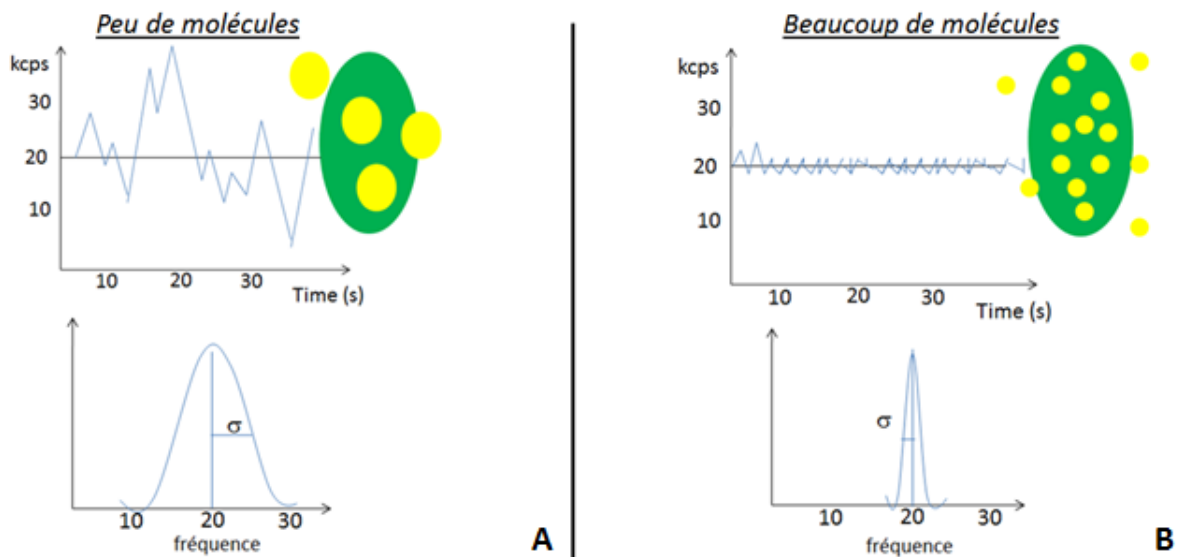 Peu de molécules
kcps
30
20
10
10 20 30
Time (s)
σ
10 20 30
fréquence
A
Beaucoup de molécules
kcps
30
20
10
10 20 30
Time (s)
σ
10 20 30
fréquence
B